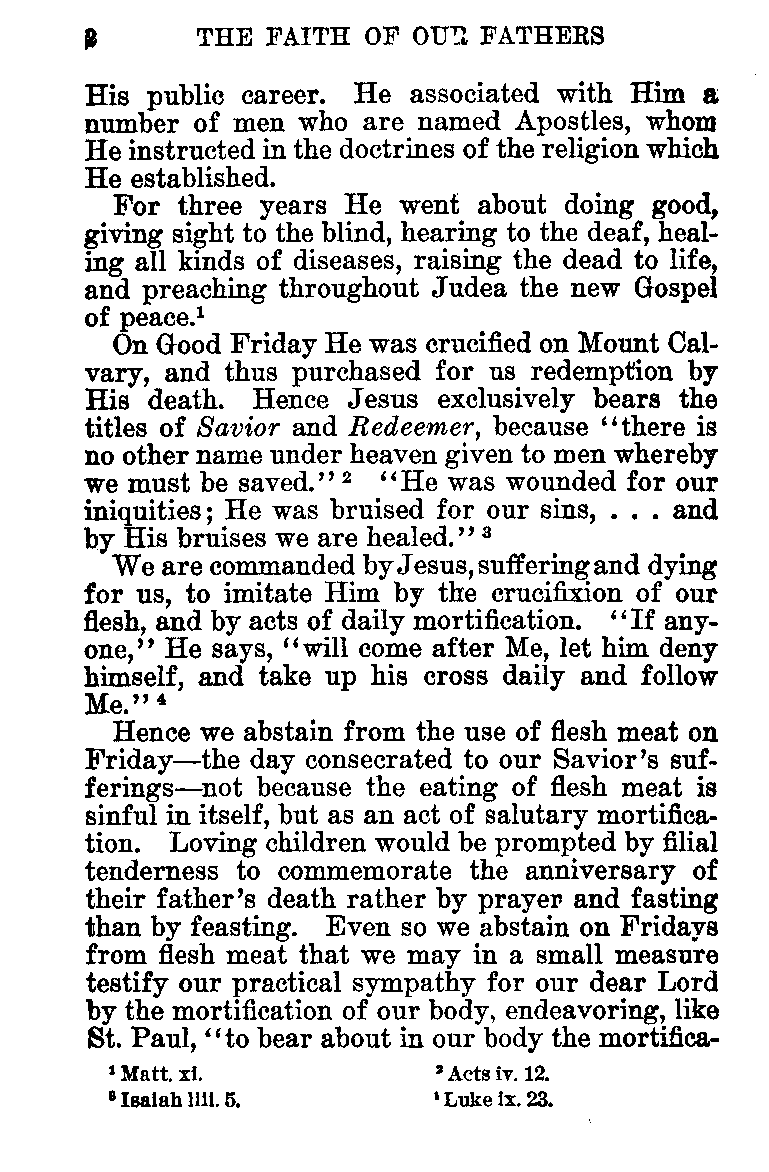 2 THE FAITH OF OUR FATHERS
His public career. He associated with Him a
number of men who are named Apostles, whom
He instructed in the doctrines of the religion which
He established.
For three years He went about doing good,
giving sight to the blind, hearing to the deaf, heal-
ing all kinds of diseases, raising the dead to life,
and preaching throughout Judea the new Gospel
of peace.¹
On Good Friday He was crucified on Mount Cal-
vary, and thus purchased for us redemption by
His death. Hence Jesus exclusively bears the
titles of Savior and Redeemer, because “there is
no other name under heaven given to men whereby
we must be saved.” ² “He was wounded for our
iniquities; He was bruised for our sins, . . . and
by His bruises we are healed.” ³
We are commanded by Jesus, suffering and dying
for us, to imitate Him by the crucifixion of our
flesh, and by acts of daily mortification. “If any-
one,” He says, “will come after Me, let him deny
himself, and take up his cross daily and follow
Me.” ⁴
Hence we abstain from the use of flesh meat on
Friday—the day consecrated to our Savior’s suf-
ferings—not because the eating of flesh meat is
sinful in itself, but as an act of salutary mortifica-
tion. Loving children would be prompted by filial
tenderness to commemorate the anniversary of
their father’s death rather by prayer and fasting
than by feasting. Even so we abstain on Fridays
from flesh meat that we may in a small measure
testify our practical sympathy for our dear Lord
by the mortification of our body, endeavoring, like
St. Paul, “to bear about in our body the mortifica-
¹ Matt. xi. ² Acts iv. 12.
³ Isaiah liii. 5. ⁴ Luke ix. 23.